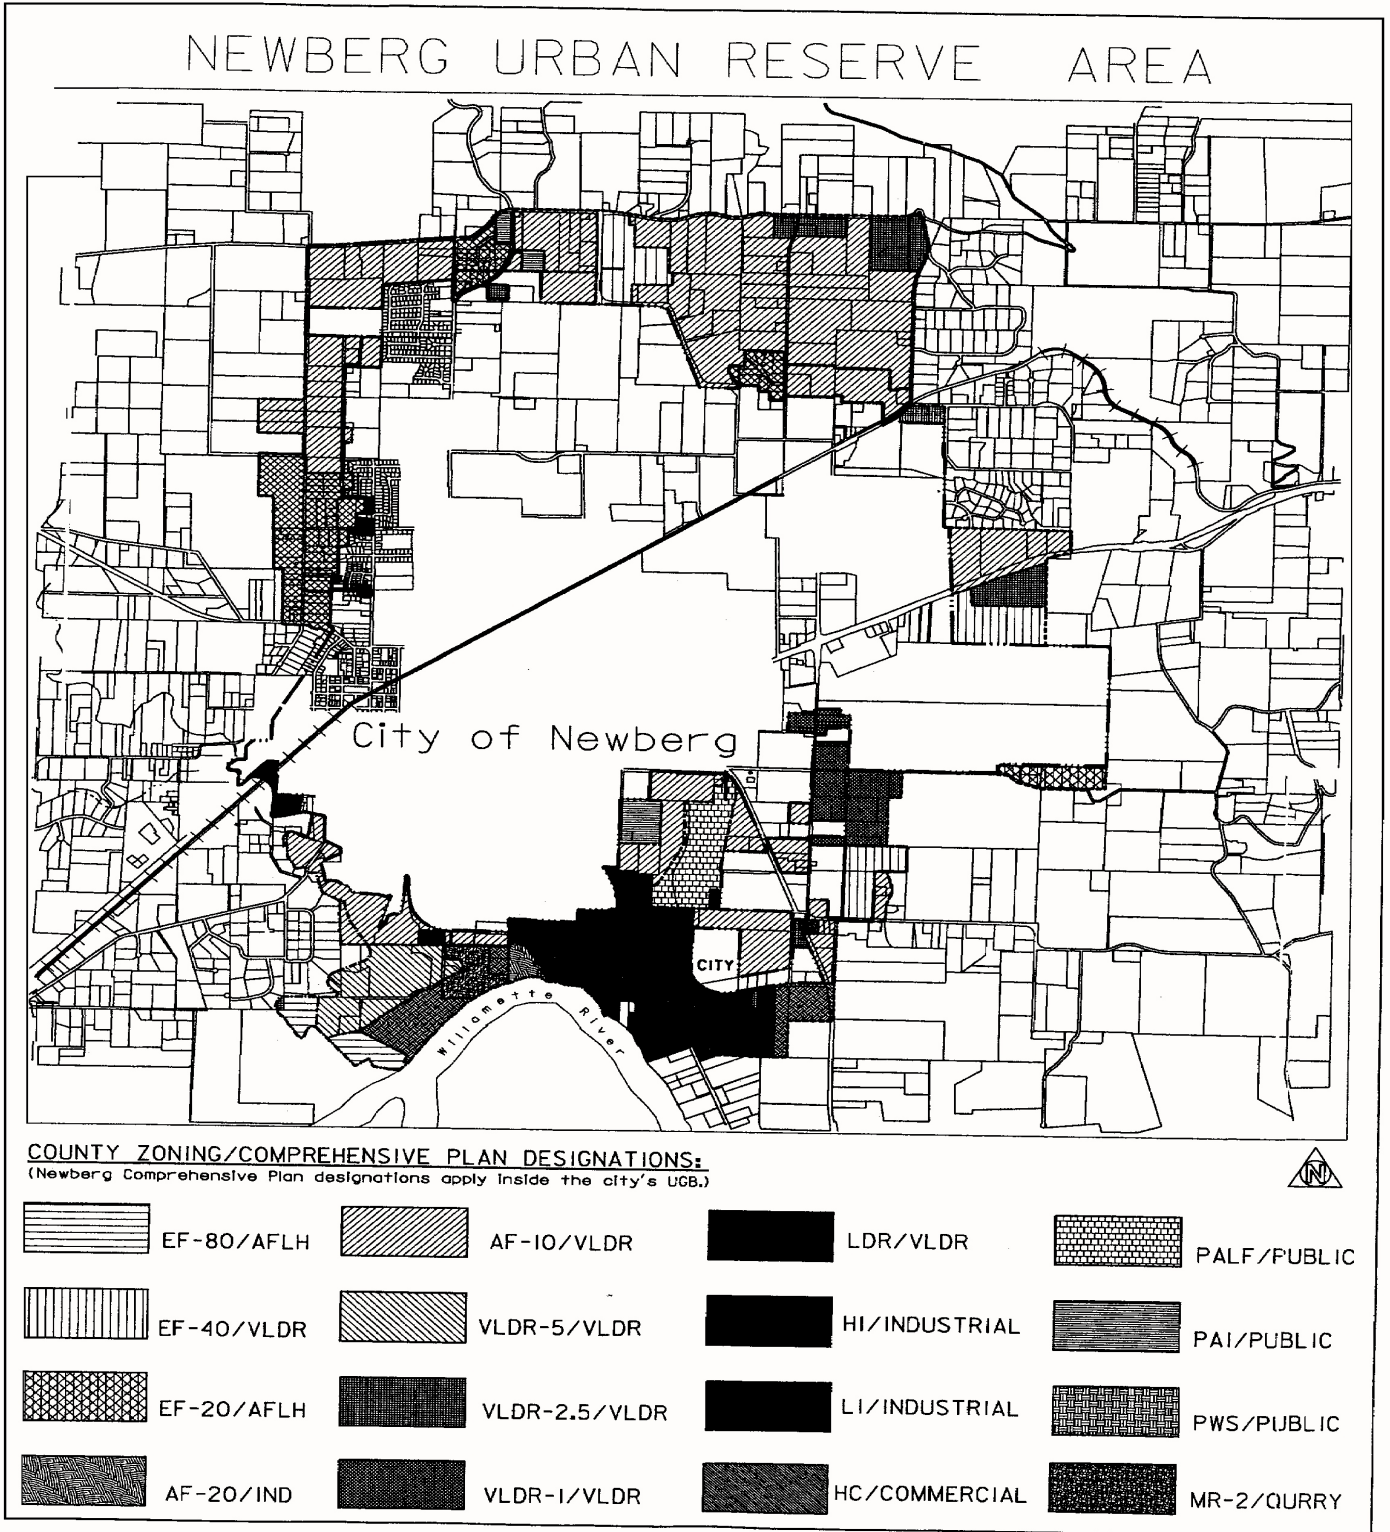 NEWBERG URBAN RESERVE AREA
City of Newberg
CITY
Willamette River
COUNTY ZONING/COMPREHENSIVE PLAN DESIGNATIONS:
(Newberg Comprehensive Plan designations apply inside the city's UGB.)
N
EF-80/AFLH
AF-10/VLDR
LDR/VLDR
PALF/PUBLIC
EF-40/VLDR
VLDR-5/VLDR
HI/INDUSTRIAL
PAI/PUBLIC
EF-20/AFLH
VLDR-2.5/VLDR
LI/INDUSTRIAL
PWS/PUBLIC
AF-20/IND
VLDR-1/VLDR
HC/COMMERCIAL
MR-2/QURRY